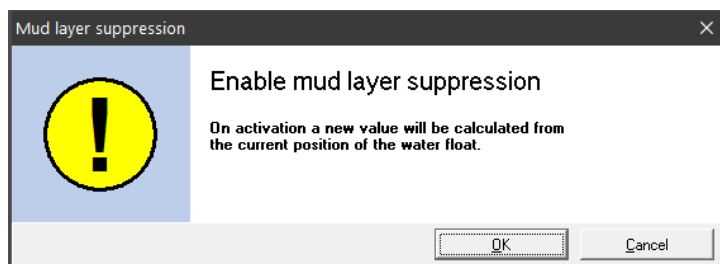 Mud layer suppression
Enable mud layer suppression
On activation a new value will be calculated from
the current position of the water float.
OK
Cancel